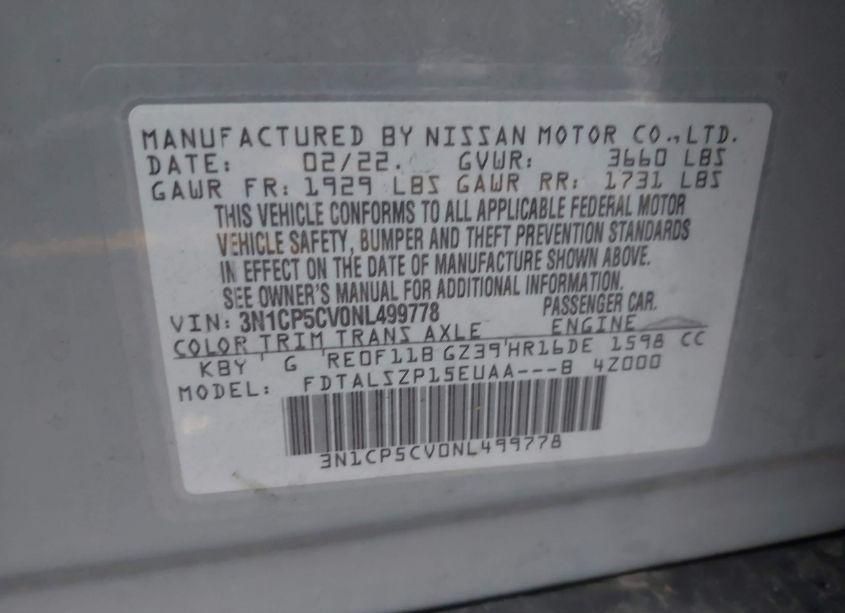 MANUFACTURED BY NISSAN MOTOR CO.,LTD.
DATE: 02/22. GVWR: 3660 LBS
GAWR FR: 1929 LBS GAWR RR: 1731 LBS
THIS VEHICLE CONFORMS TO ALL APPLICABLE FEDERAL MOTOR
VEHICLE SAFETY, BUMPER AND THEFT PREVENTION STANDARDS
IN EFFECT ON THE DATE OF MANUFACTURE SHOWN ABOVE.
SEE OWNER'S MANUAL FOR ADDITIONAL INFORMATION.
VIN: 3N1CP5CV0NL499778 PASSENGER CAR.
COLOR TRIM TRANS AXLE ENGINE
KBY G RE0F11B GZ39 HR16DE 1598 CC
MODEL: FDTALSZP15EUAA---B 4Z000
3N1CP5CV0NL499778